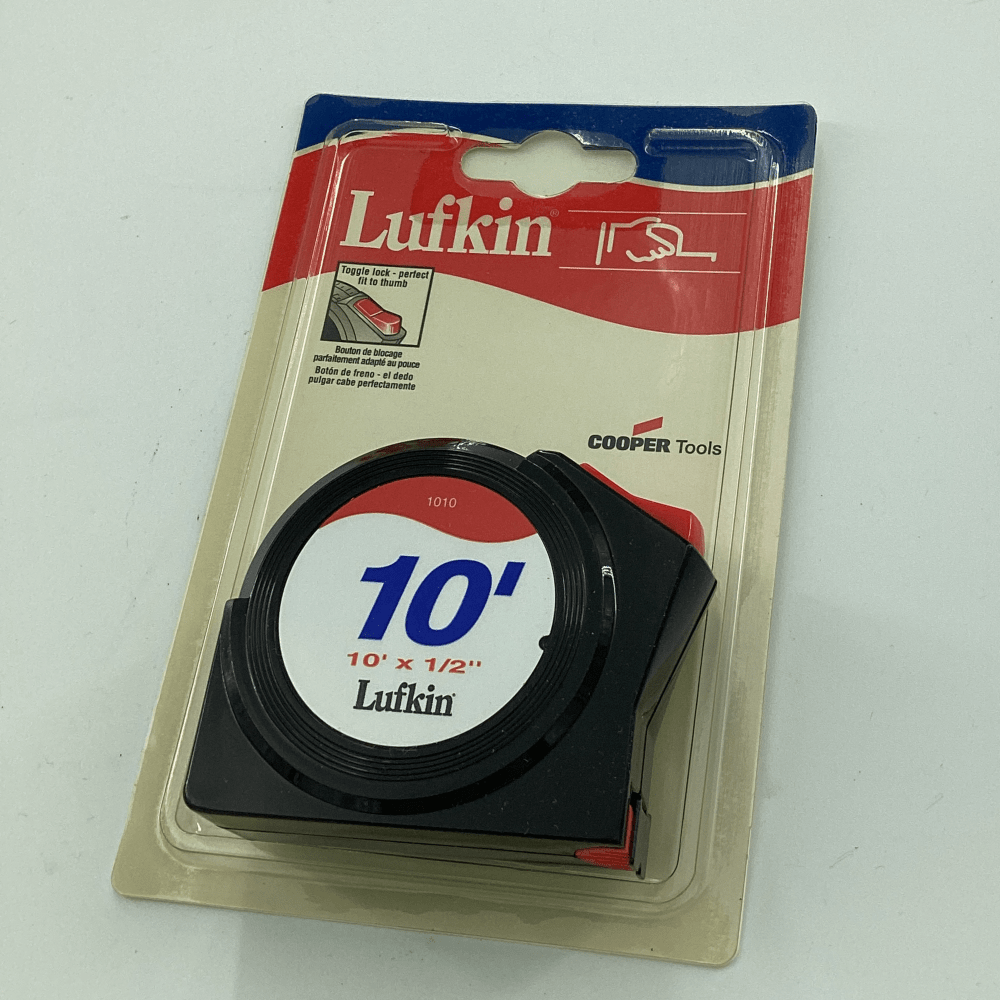 Lufkin®
Toggle lock - perfect
fit to thumb
Bouton de blocage
parfaitement adapté au pouce
Botón de freno - el dedo
pulgar cabe perfectamente
COOPER Tools
1010
10'
10' x 1/2"
Lufkin®